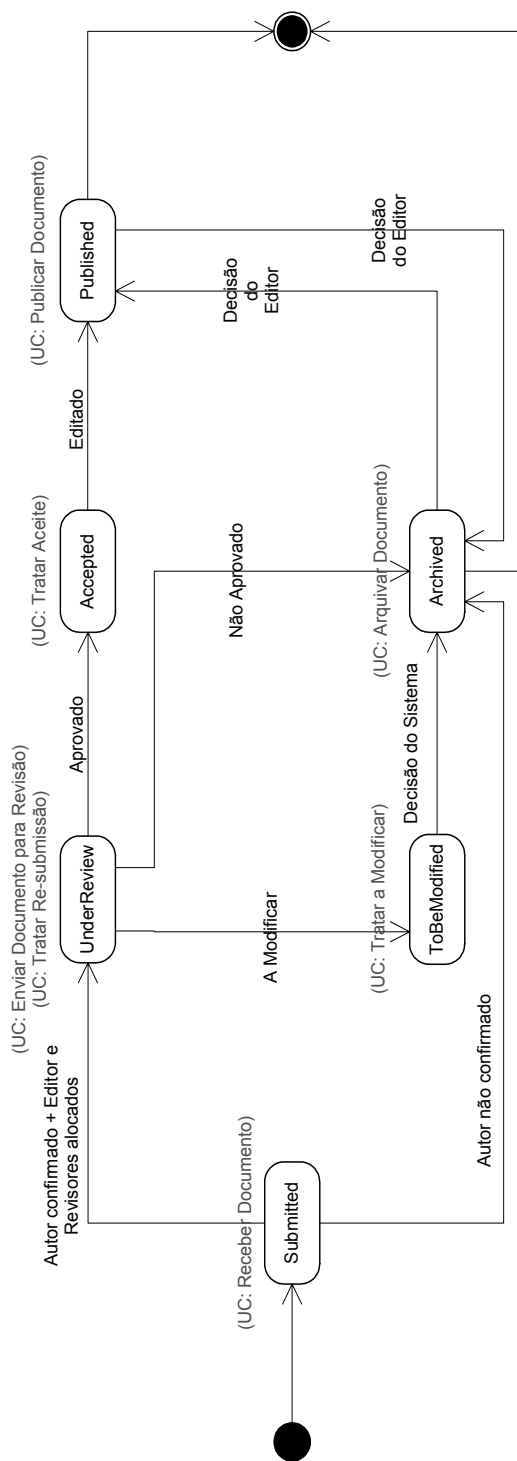 (UC: Enviar Documento para Revisão)
(UC: Tratar Re-submissão)
UnderReview
Autor confirmado + Editor e
Revisores alocados
Aprovado
(UC: Tratar Aceite)
Accepted
Editado
(UC: Publicar Documento)
Published
(UC: Receber Documento)
Submitted
A Modificar
Não Aprovado
Decisão
do
Editor
Decisão
do Editor
(UC: Tratar a Modificar)
ToBeModified
Decisão do Sistema
(UC: Arquivar Documento)
Archived
Autor não confirmado